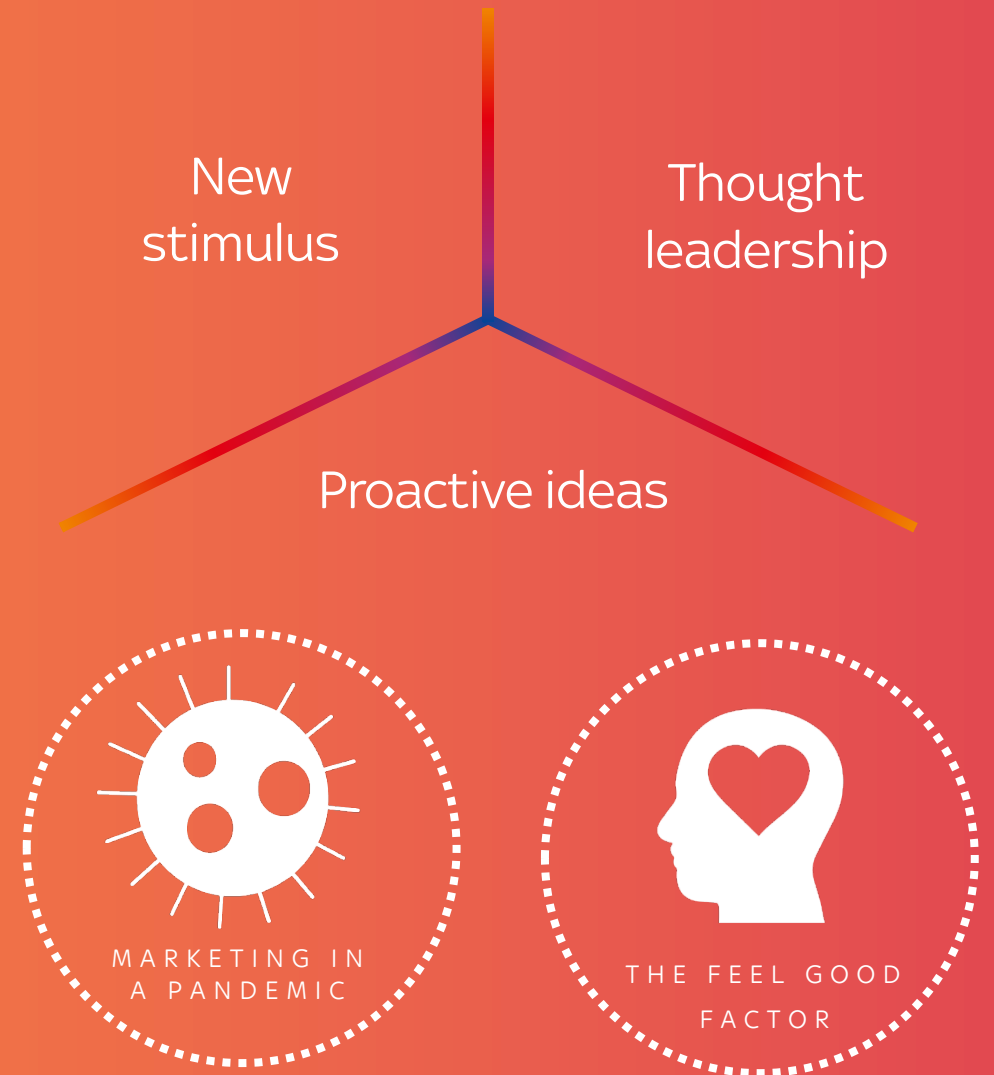 New
stimulus
Thought
leadership
Proactive ideas
MARKETING IN
A PANDEMIC
THE FEEL GOOD
FACTOR